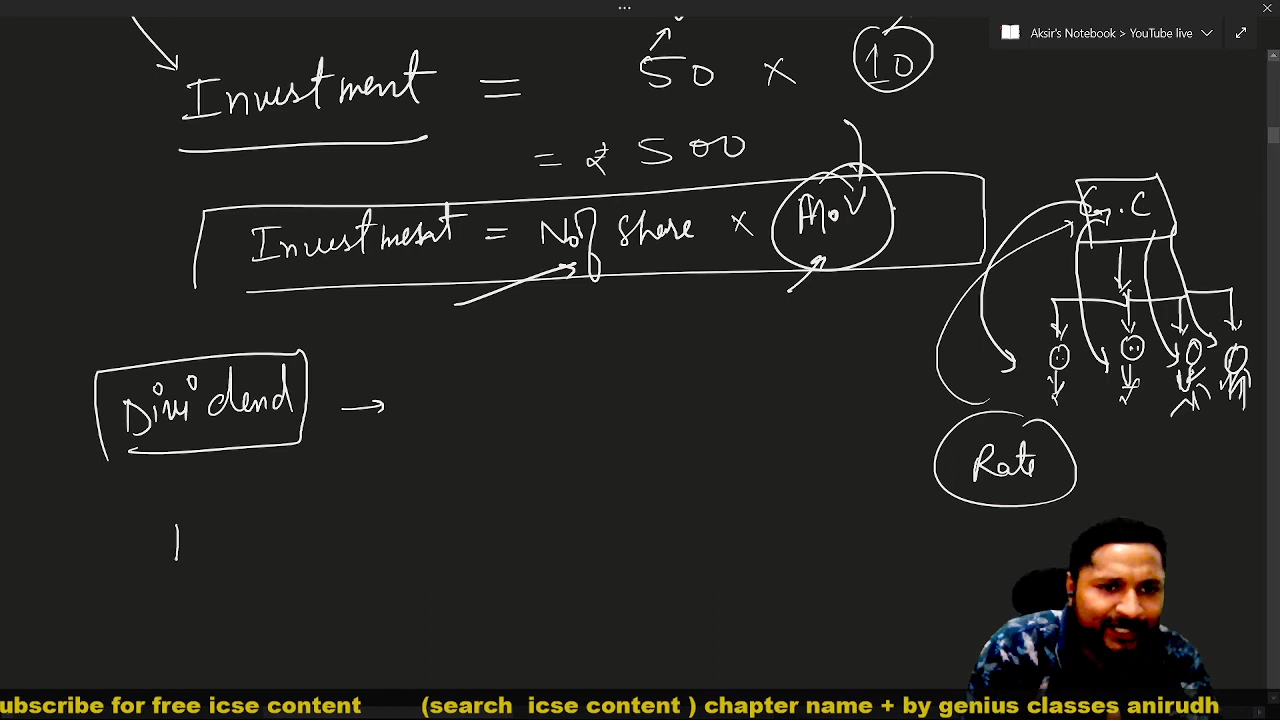 Aksir's Notebook > YouTube live
Investment = 50 × 10
= ₹ 500
Investment = No of Share × M.V
Dividend →
Rate
ubscribe for free icse content (search icse content ) chapter name + by genius classes anirudh